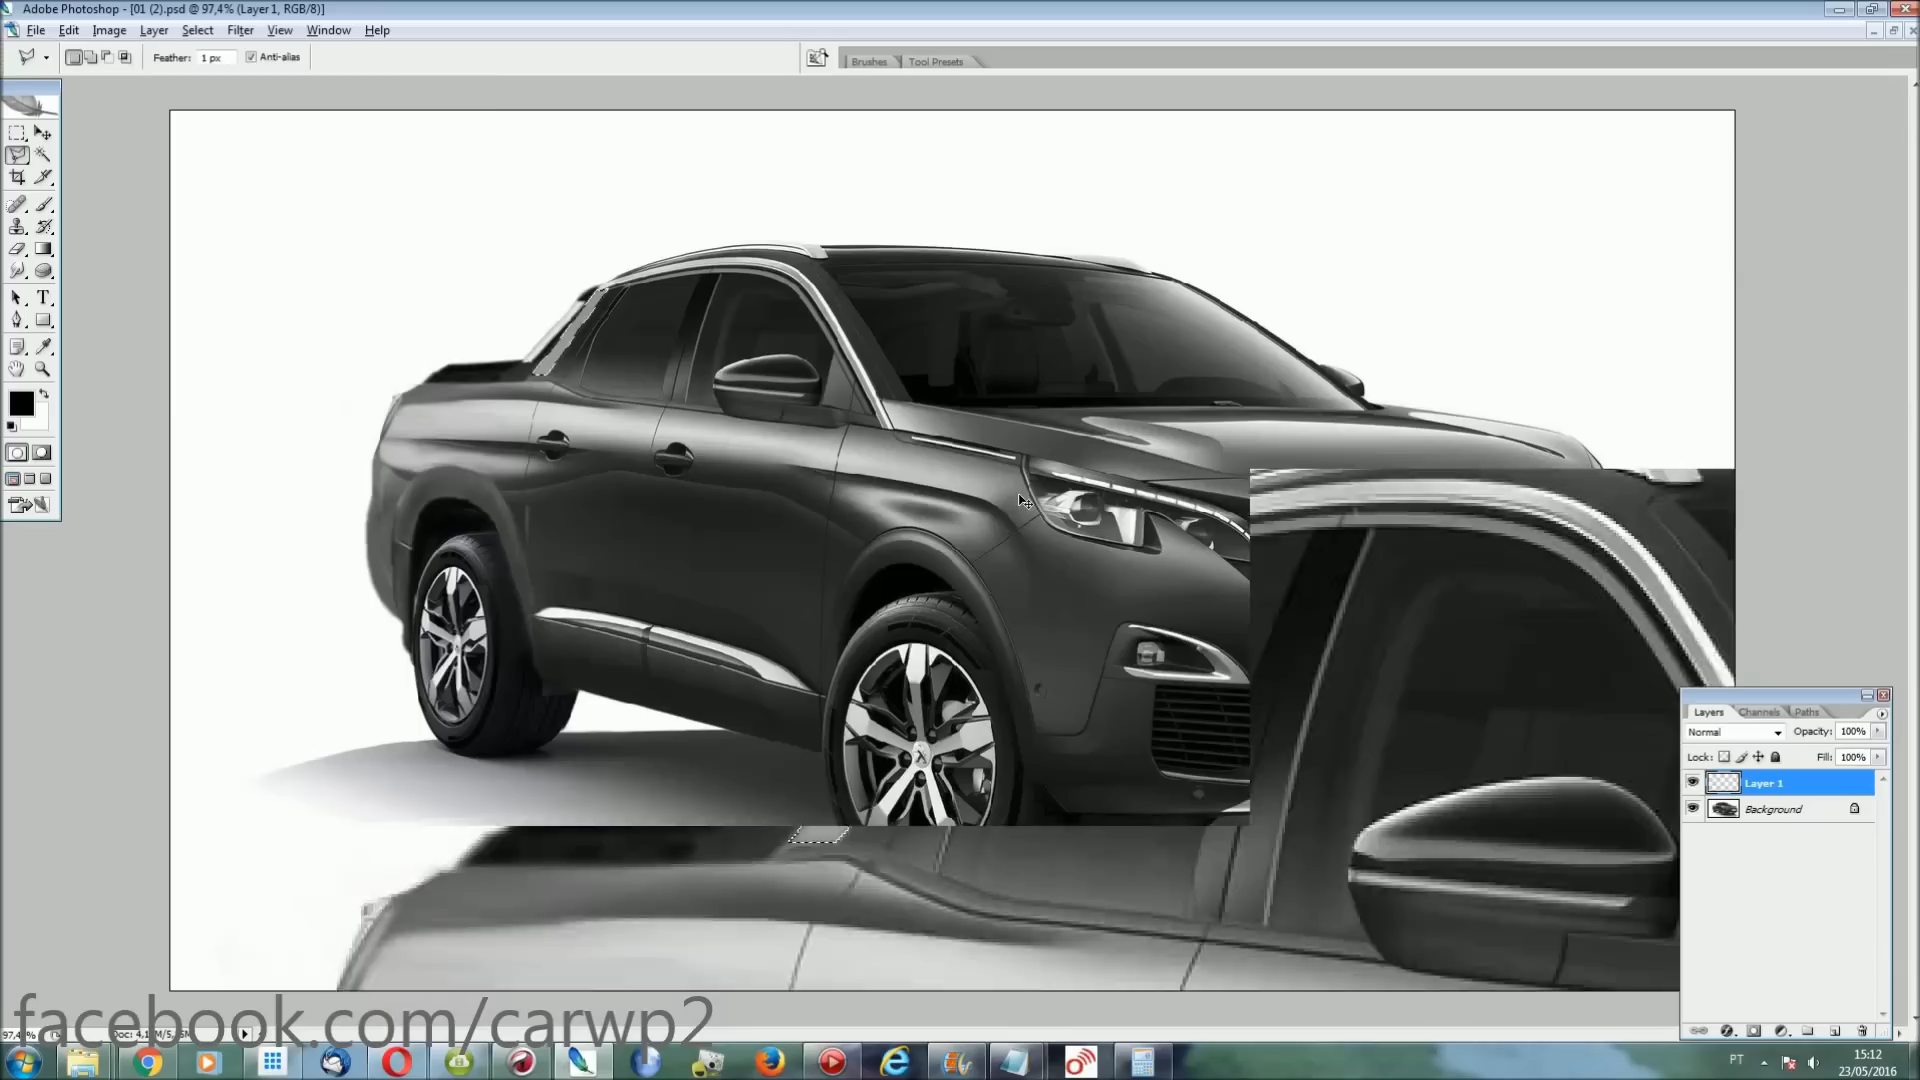 Adobe Photoshop - [01 (2).psd @ 97,4% (Layer 1, RGB/8)]
File Edit Image Layer Select Filter View Window Help
Feather: 1 px Anti-alias Brushes Tool Presets
Layers Channels Paths
Normal Opacity: 100%
Lock: Fill: 100%
Layer 1
Background
facebook.com/carwp2
PT
15:12
23/05/2016